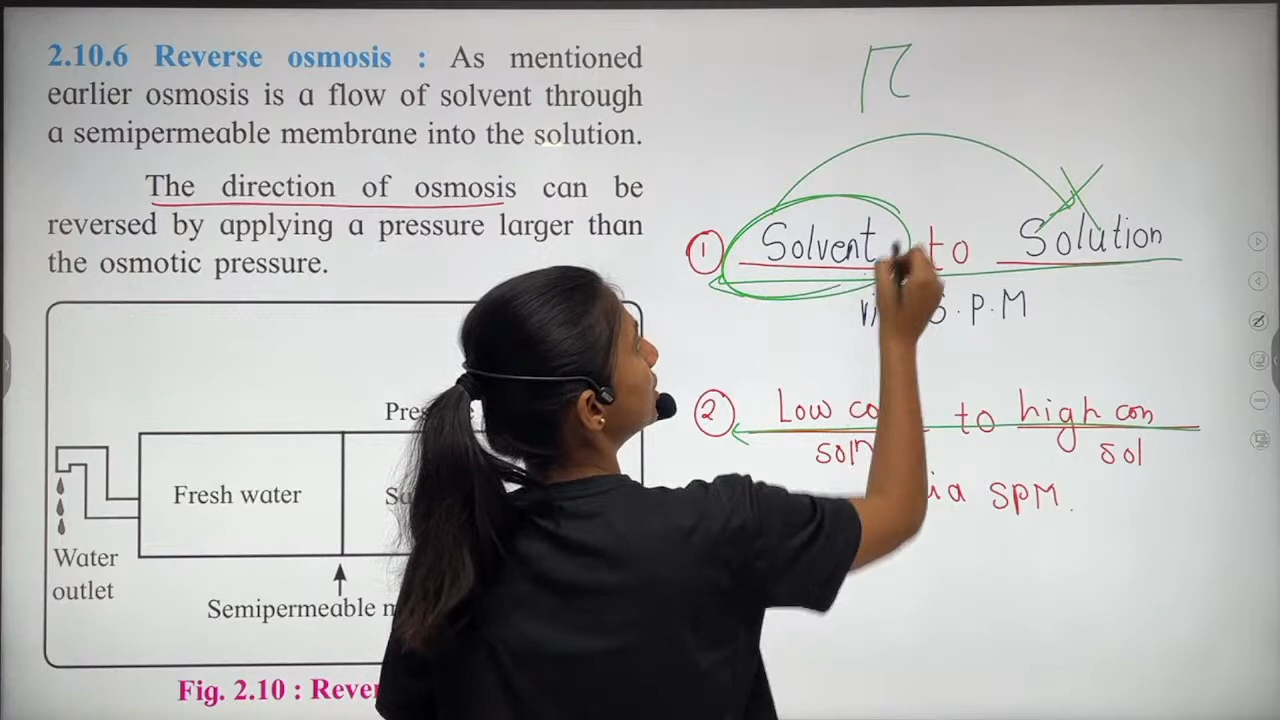 2.10.6 Reverse osmosis : As mentioned
earlier osmosis is a flow of solvent through
a semipermeable membrane into the solution.
The direction of osmosis can be
reversed by applying a pressure larger than
the osmotic pressure.
Fresh water
Water
outlet
Semipermeable
Fig. 2.10 :
π
① Solvent to Solution
S.P.M
② Low to high con
sol
SPM.